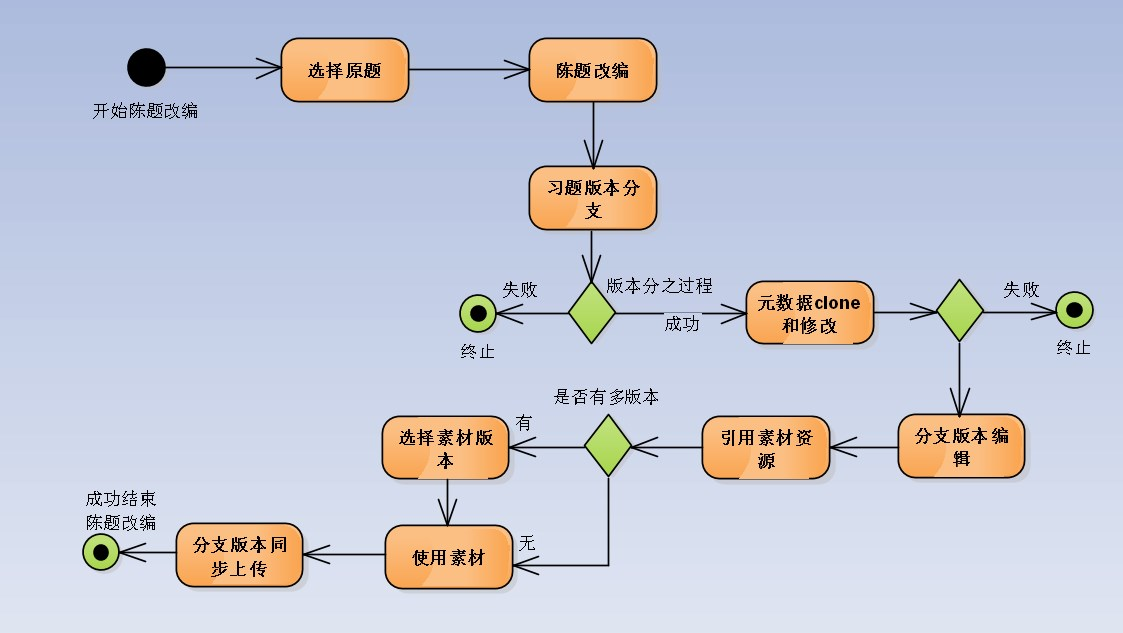 选择原题
陈题改编
开始陈题改编
习题版本分
支
失败
版本分之过程
成功
元数据clone
和修改
失败
终止
终止
是否有多版本
有
选择素材版
本
引用素材资
源
分支版本编
辑
成功结束
陈题改编
分支版本同
步上传
使用素材
无